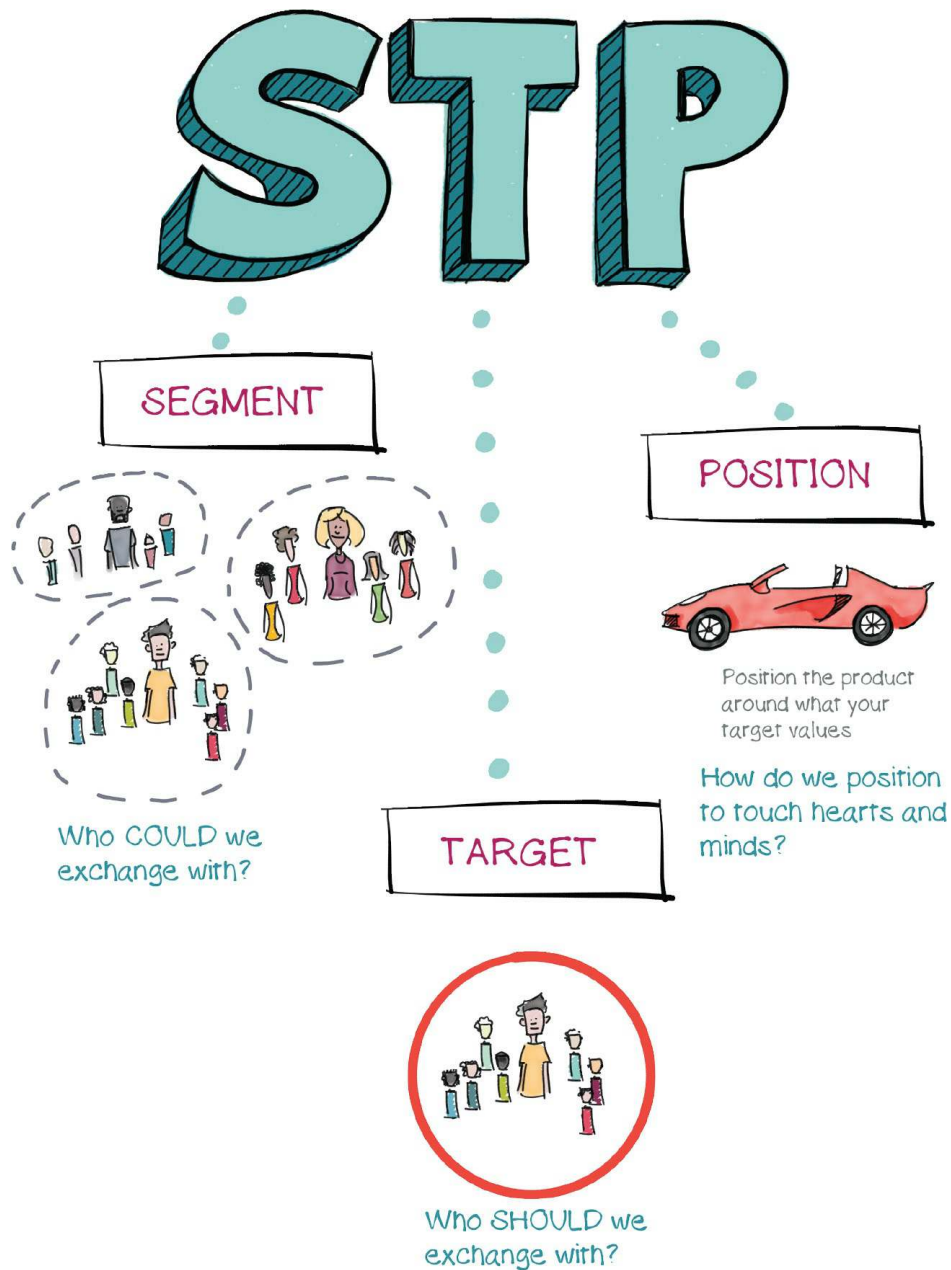 STP
SEGMENT
Who COULD we
exchange with?
TARGET
Who SHOULD we
exchange with?
POSITION
Position the product
around what your
target values
How do we position
to touch hearts and
minds?